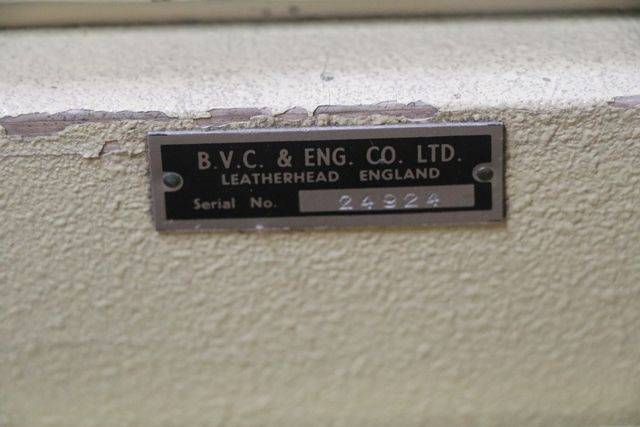 B.V.C. & ENG. CO. LTD.
LEATHERHEAD ENGLAND
Serial No. 24924